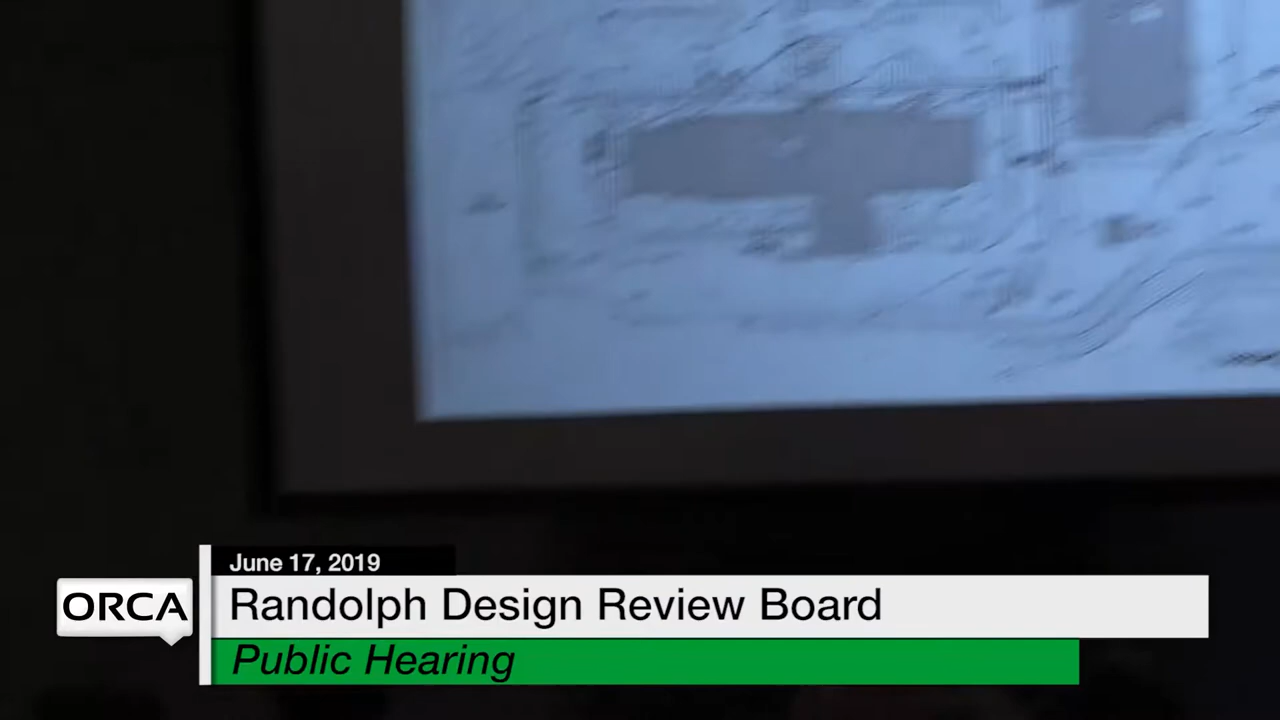 June 17, 2019
ORCA
Randolph Design Review Board
Public Hearing